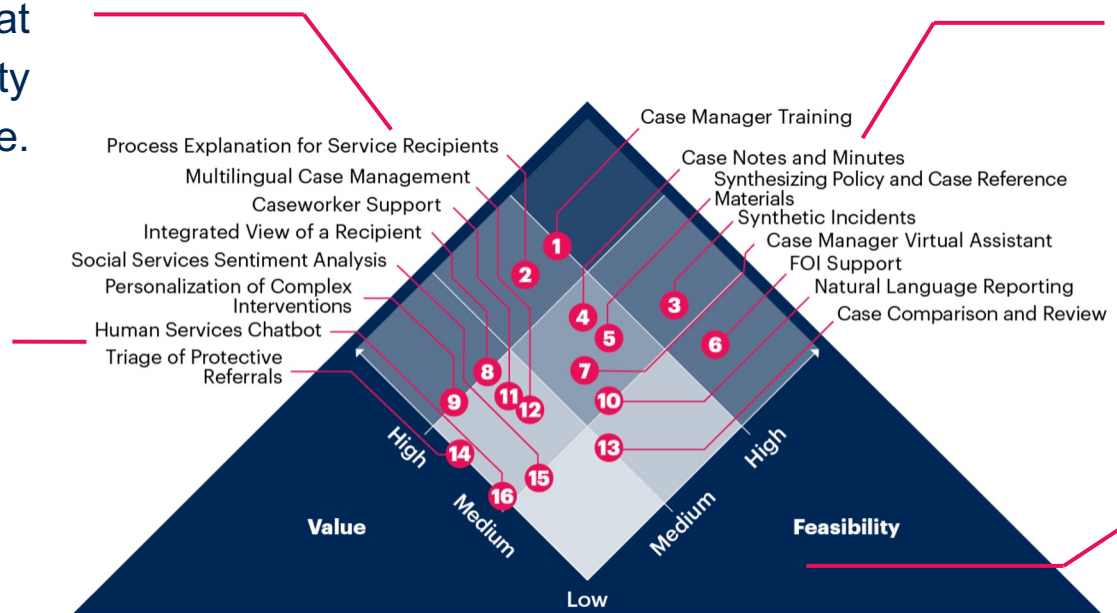 at
ty
e.
Case Manager Training
Process Explanation for Service Recipients
Case Notes and Minutes
Multilingual Case Management
Synthesizing Policy and Case Reference
Materials
Caseworker Support
Synthetic Incidents
Integrated View of a Recipient
Case Manager Virtual Assistant
Social Services Sentiment Analysis
FOI Support
Personalization of Complex
Interventions
Natural Language Reporting
Human Services Chatbot
Case Comparison and Review
Triage of Protective
Referrals
1
2
3
4
5
6
7
8
9
10
11
12
13
14
15
16
High
Medium
Low
Medium
High
Value
Feasibility